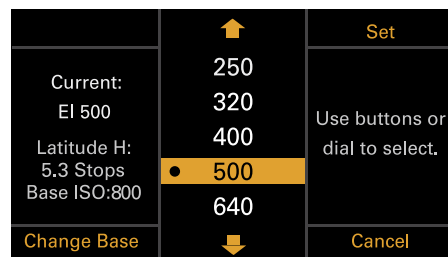 Current:
EI 500
Latitude H:
5.3 Stops
Base ISO:800
Change Base
250
320
400
500
640
Set
Use buttons or
dial to select.
Cancel